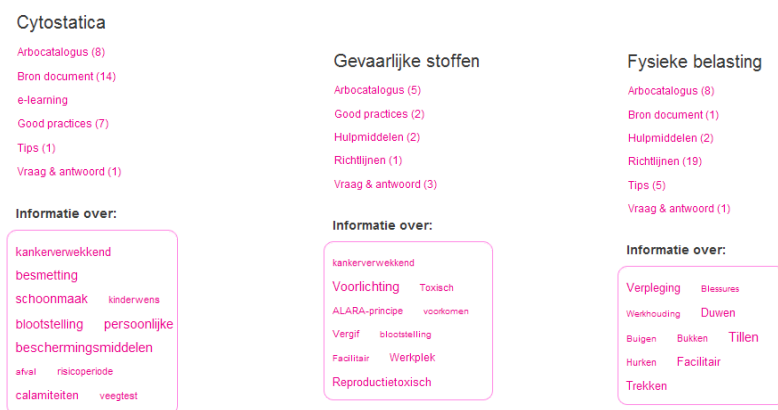 Cytostatica
Arbocatalogus (8)
Bron document (14)
e-learning
Good practices (7)
Tips (1)
Vraag & antwoord (1)
Informatie over:
kankerverwekkend
besmetting
schoonmaak kinderwens
blootstelling persoonlijke
beschermingsmiddelen
afval risicoperiode
calamiteiten veegtest
Gevaarlijke stoffen
Arbocatalogus (5)
Good practices (2)
Hulpmiddelen (2)
Richtlijnen (1)
Vraag & antwoord (3)
Informatie over:
kankerverwekkend
Voorlichting Toxisch
ALARA-principe voorkomen
Vergif blootstelling
Facilitair Werkplek
Reproductietoxisch
Fysieke belasting
Arbocatalogus (8)
Bron document (1)
Hulpmiddelen (2)
Richtlijnen (19)
Tips (5)
Vraag & antwoord (1)
Informatie over:
Verpleging Blessures
Werkhouding Duwen
Buigen Bukken Tillen
Hurken Facilitair
Trekken